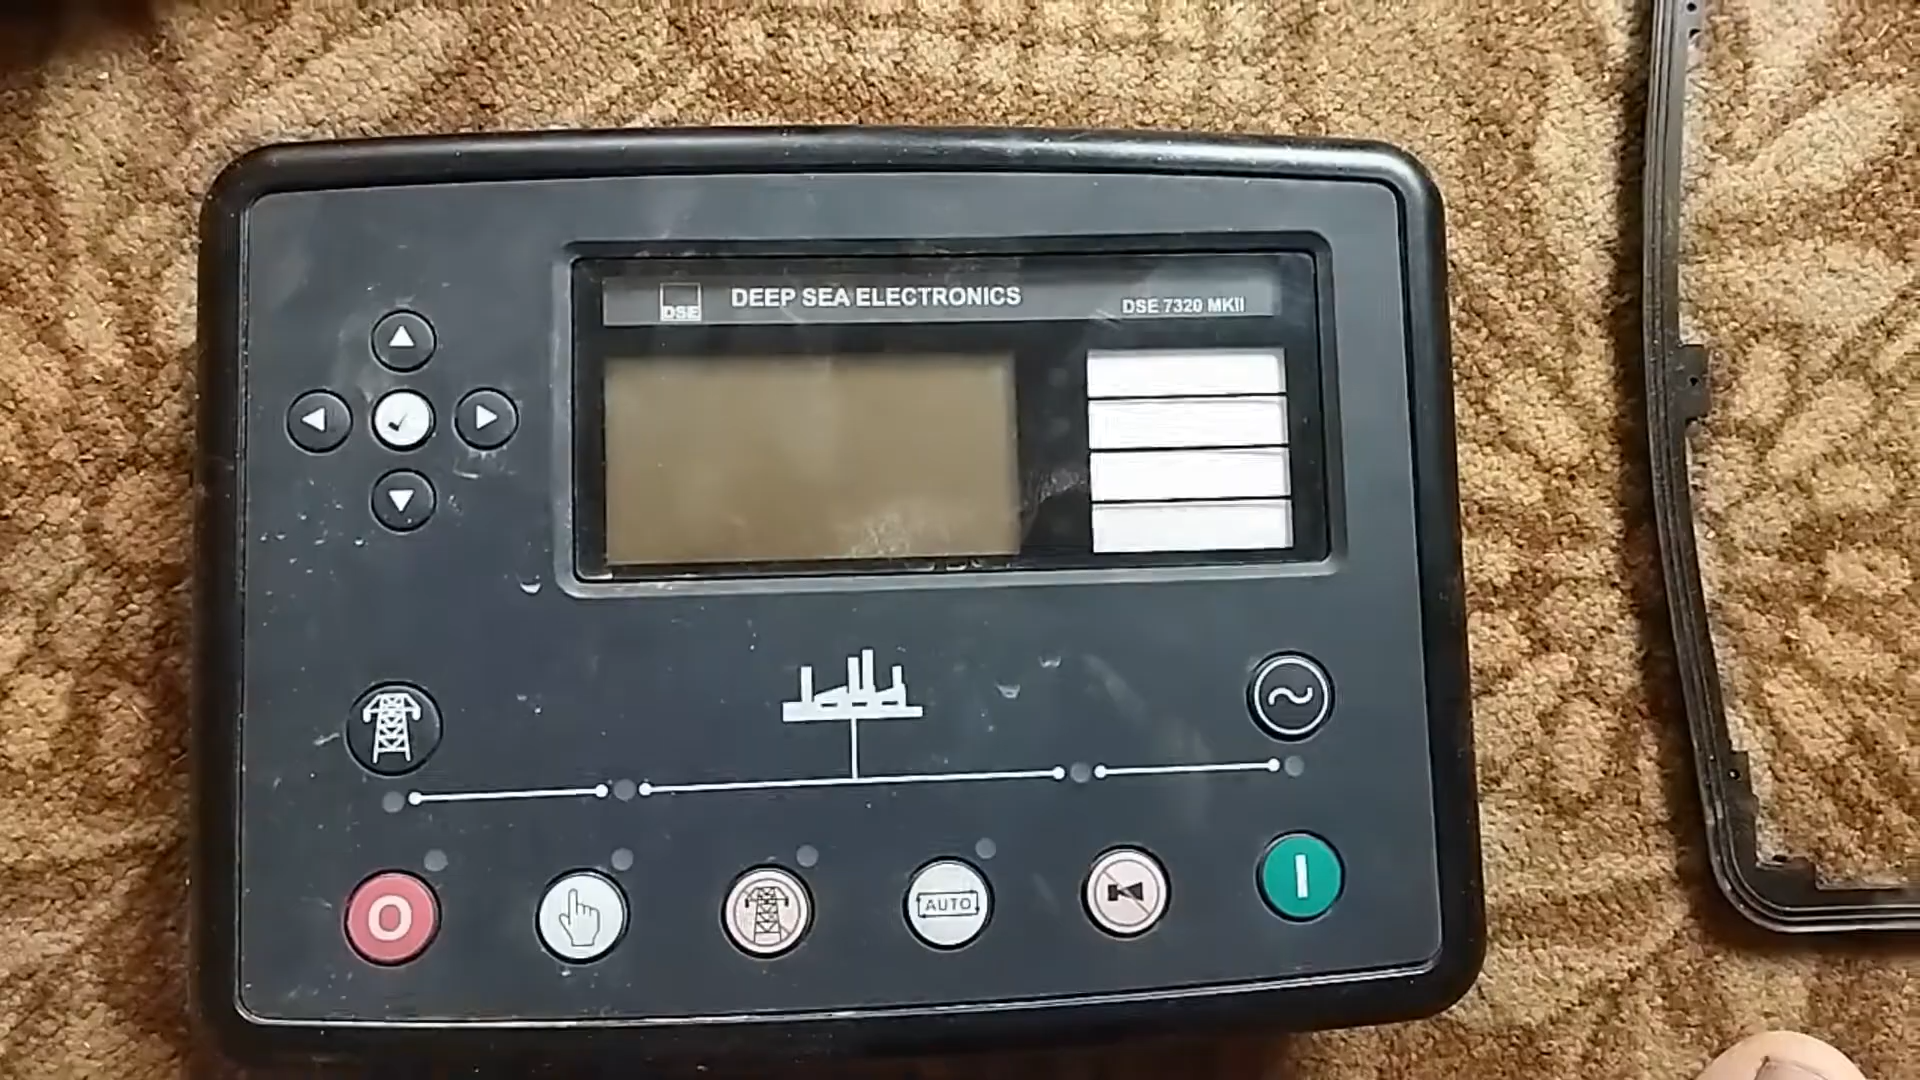 DSE
DEEP SEA ELECTRONICS
DSE 7320 MKII
O
AUTO
I